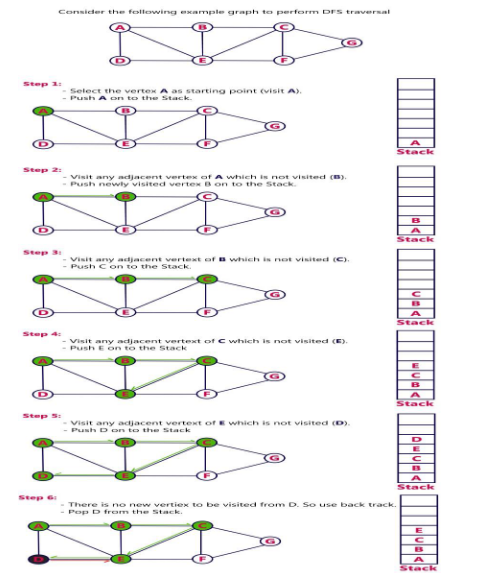 Consider the following example graph to perform DFS traversal
A B C
G
D E F
Step 1:
- Select the vertex A as starting point (visit A).
- Push A on to the Stack.
A B C
G
D E F
A
Stack
Step 2:
- Visit any adjacent vertex of A which is not visited (B).
- Push newly visited vertex B on to the Stack.
A B C
G
D E F
B
A
Stack
Step 3:
- Visit any adjacent vertext of B which is not visited (C).
- Push C on to the Stack.
A B C
G
D E F
C
B
A
Stack
Step 4:
- Visit any adjacent vertext of C which is not visited (E).
- Push E on to the Stack
A B C
G
D E F
E
C
B
A
Stack
Step 5:
- Visit any adjacent vertext of E which is not visited (D).
- Push D on to the Stack
A B C
G
D E F
D
E
C
B
A
Stack
Step 6:
- There is no new vertiex to be visited from D. So use back track.
- Pop D from the Stack.
A B C
G
D E F
E
C
B
A
Stack